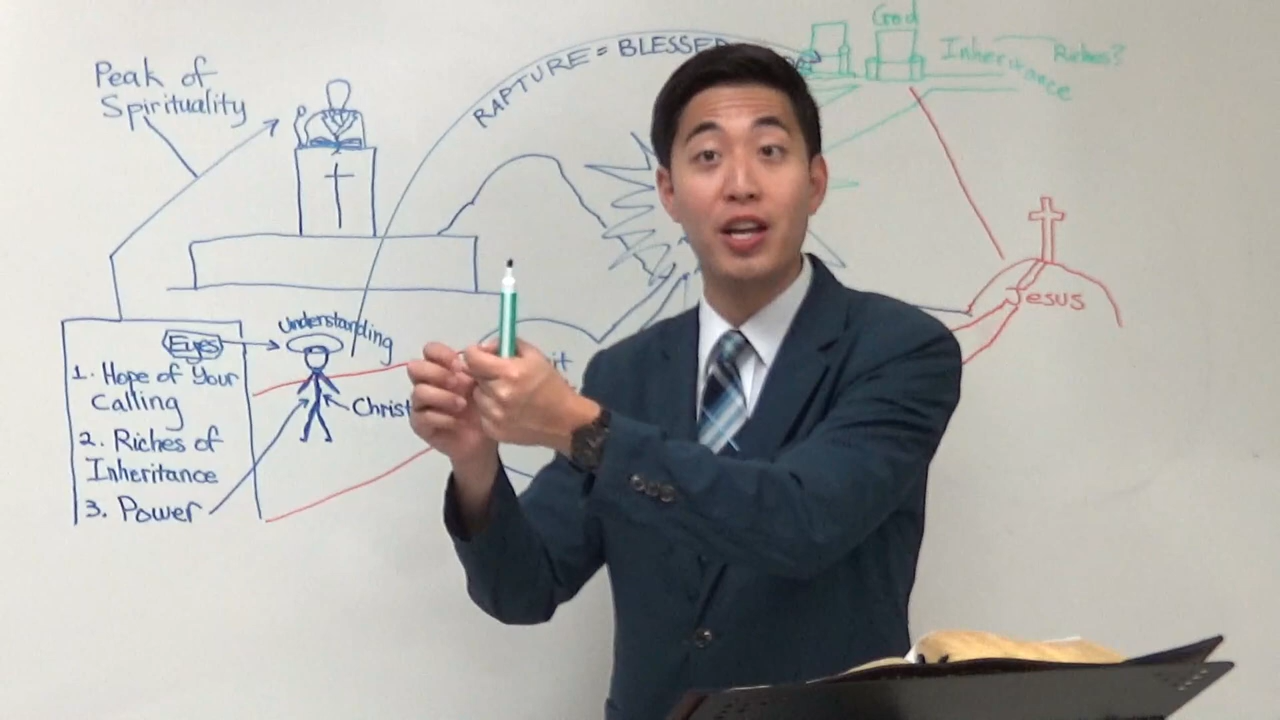 Peak of
Spirituality
RAPTURE = BLESSED
God
Inheritance
Riches?
Jesus
Understanding
Eyes
1. Hope of Your
Calling
2. Riches of
Inheritance
3. Power
Christ